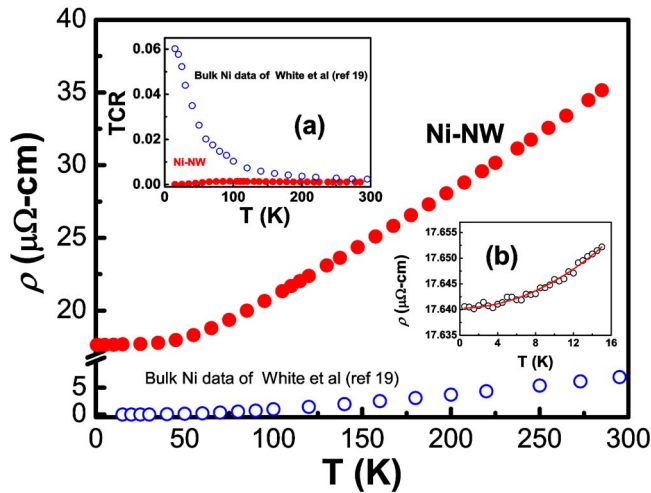 0.06
0.04
0.02
0.00
TCR
Bulk Ni data of White et al (ref 19)
(a)
Ni-NW
0 100 200 300
T (K)
40
35
30
25
20
5
0
ρ (μΩ-cm)
Ni-NW
17.655
17.650
17.645
17.640
17.635
ρ (μΩ-cm)
(b)
0 4 8 12 16
T (K)
Bulk Ni data of White et al (ref 19)
0 50 100 150 200 250 300
T (K)